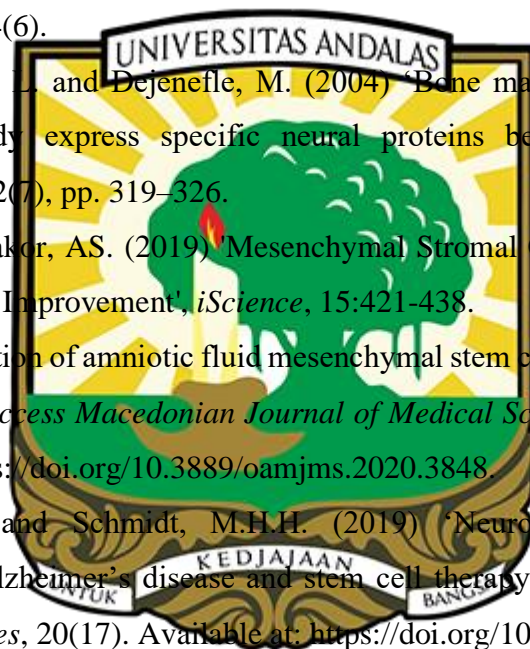 (6).
UNIVERSITAS ANDALAS
L. and Dejenefle, M. (2004) ‘Bone ma
dy express specific neural proteins be
2(7), pp. 319–326.
akor, AS. (2019) 'Mesenchymal Stromal
Improvement', iScience, 15:421-438.
tion of amniotic fluid mesenchymal stem c
ccess Macedonian Journal of Medical Sc
s://doi.org/10.3889/oamjms.2020.3848.
and Schmidt, M.H.H. (2019) ‘Neuro
lzheimer’s disease and stem cell therapy
UNTUK KEDJAJAAN BANGSA
es, 20(17). Available at: https://doi.org/10